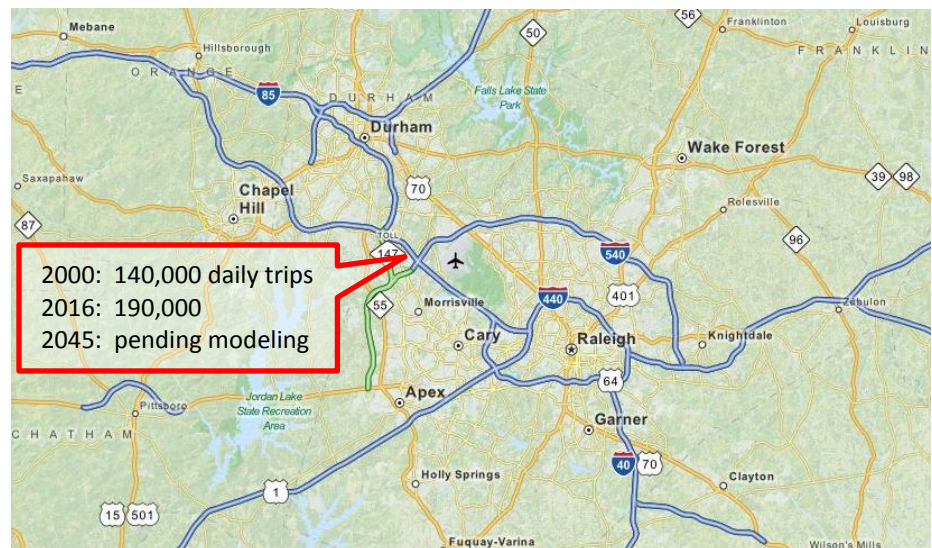 Mebane
56
Franklinton
Louisburg
50
Hillsborough
FRANKLIN
ORANGE
E
85
DURHAM
Falls Lake State
Park
Durham
Wake Forest
Saxapahaw
70
39
98
Chapel
Hill
Rolesville
87
TOLL
147
96
540
2000: 140,000 daily trips
2016: 190,000
2045: pending modeling
55
Morrisville
440
401
Zebulon
Cary
Raleigh
Knightdale
64
Pittsboro
Jordan Lake
State Recreation
Area
Apex
Garner
CHATHAM
40
70
Holly Springs
Clayton
1
15
501
Fuquay-Varina
Wilson's Mills